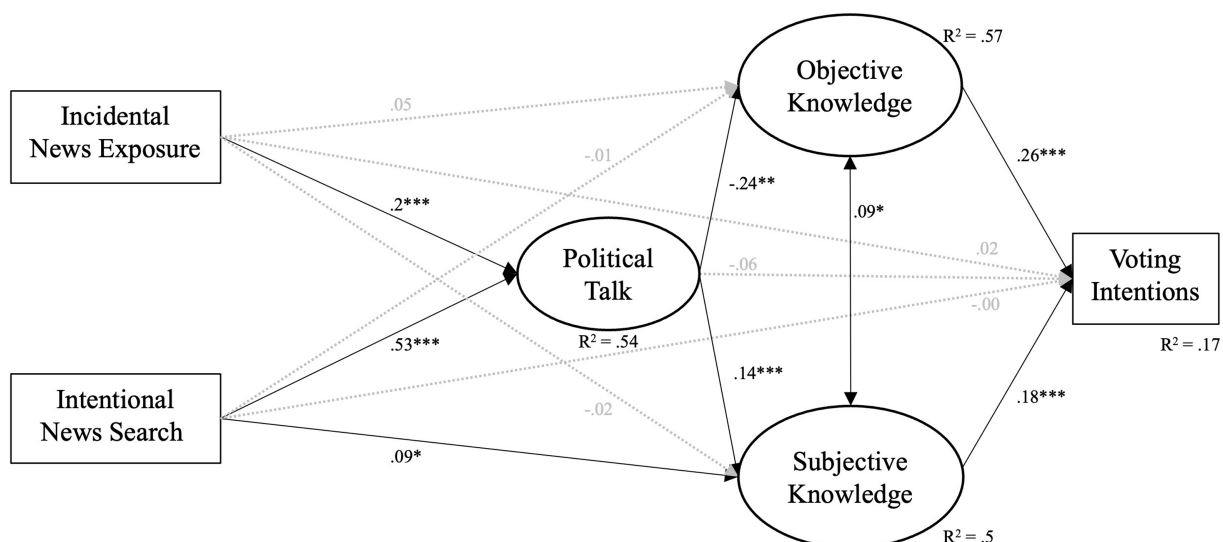 R² = .57
Objective
Knowledge
Incidental
News Exposure
.05
-.01
.26***
-.24**
.2***
.09*
Political
Talk
.02
-.06
Voting
Intentions
-.00
R² = .54
.53***
R² = .17
.14***
Intentional
News Search
-.02
.18***
.09*
Subjective
Knowledge
R² = .5